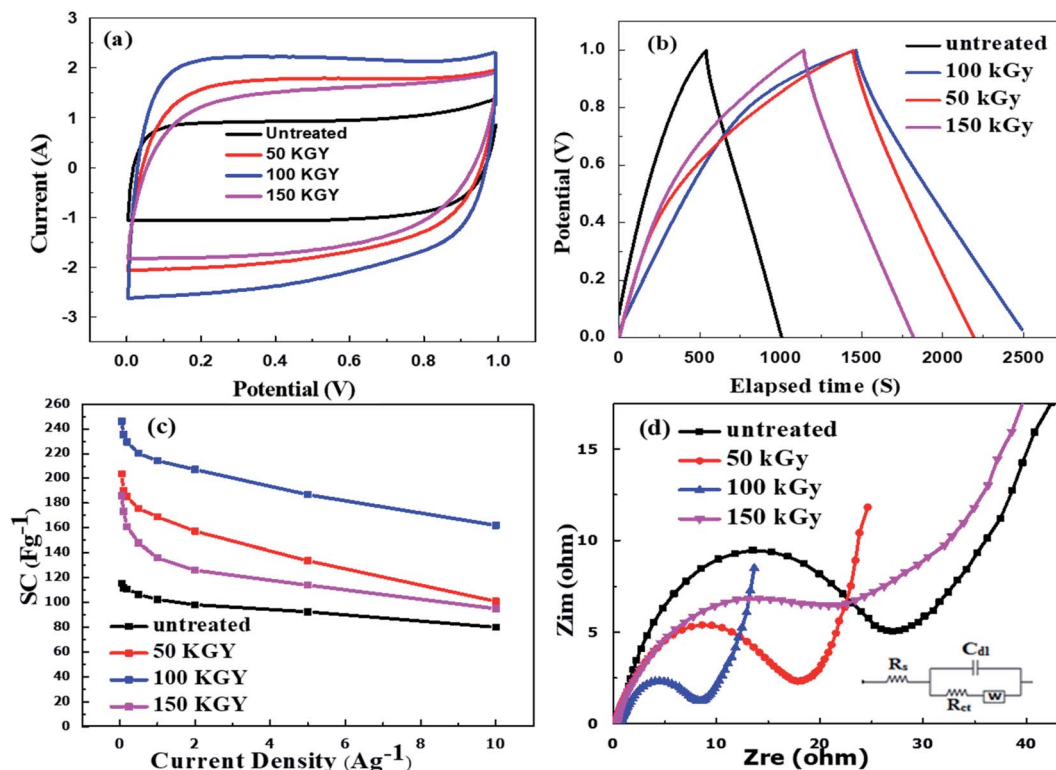 (a)
3
2
1
0
-1
-2
-3
Current (A)
Untreated
50 KGY
100 KGY
150 KGY
0.0 0.2 0.4 0.6 0.8 1.0
Potential (V)
(b)
1.0
0.8
0.6
0.4
0.2
0.0
Potential (V)
untreated
100 kGy
50 kGy
150 kGy
0 500 1000 1500 2000 2500
Elapsed time (S)
(c)
260
240
220
200
180
160
140
120
100
80
60
40
20
0
SC (Fg-1)
untreated
50 KGY
100 KGY
150 KGY
0 2 4 6 8 10
Current Density (Ag-1)
(d)
15
10
5
0
Zim (ohm)
untreated
50 kGy
100 kGy
150 kGy
Rs
Cdl
Rct
W
0 10 20 30 40
Zre (ohm)